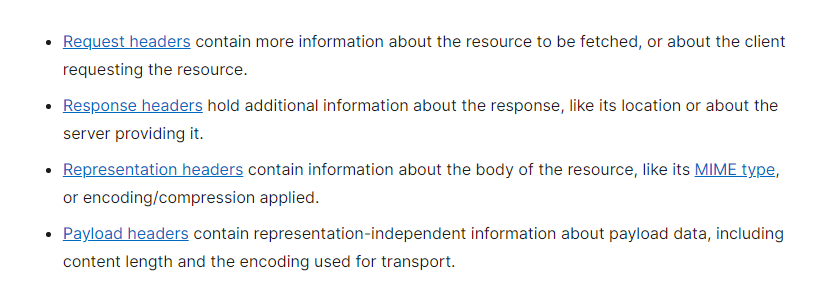 • Request headers contain more information about the resource to be fetched, or about the client
requesting the resource.
• Response headers hold additional information about the response, like its location or about the
server providing it.
• Representation headers contain information about the body of the resource, like its MIME type,
or encoding/compression applied.
• Payload headers contain representation-independent information about payload data, including
content length and the encoding used for transport.